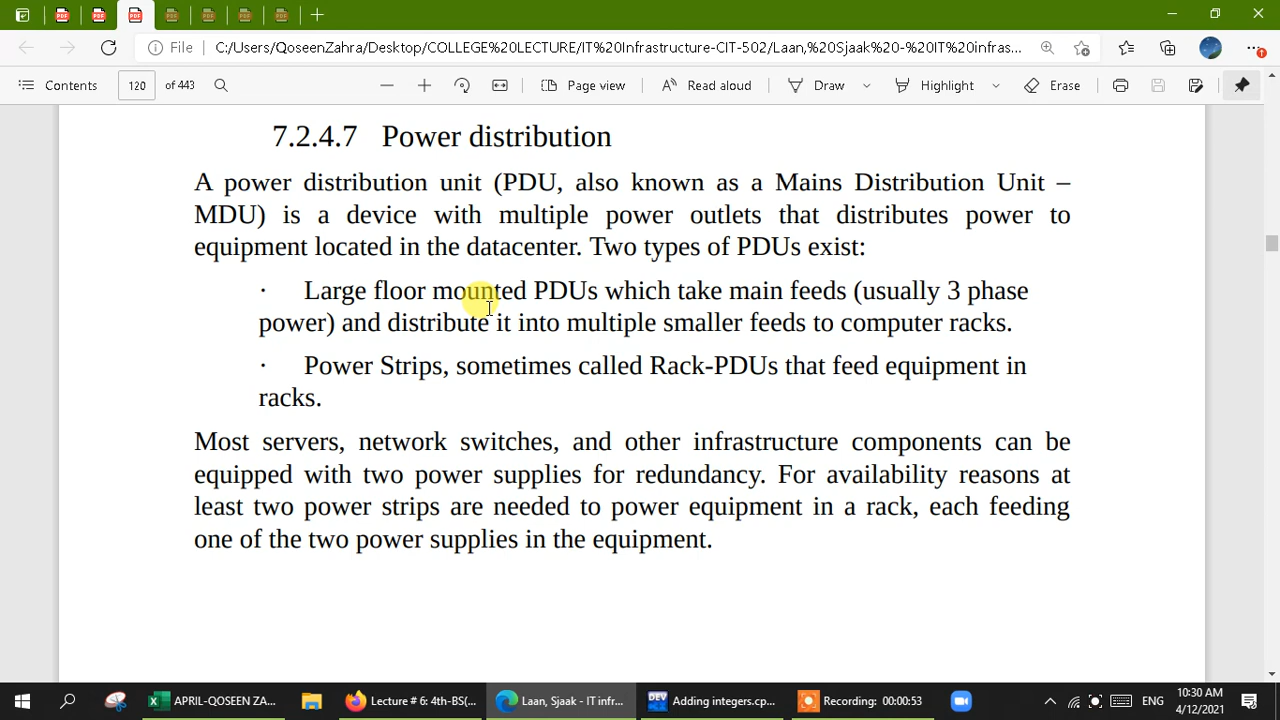 File
C:/Users/QoseenZahra/Desktop/COLLEGE%20LECTURE/IT%20Infrastructure-CIT-502/Laan,%20Sjaak%20-%20IT%20infras...
Contents
120 of 443
Page view
Read aloud
Draw
Highlight
Erase
7.2.4.7 Power distribution
A power distribution unit (PDU, also known as a Mains Distribution Unit –
MDU) is a device with multiple power outlets that distributes power to
equipment located in the datacenter. Two types of PDUs exist:
· Large floor mounted PDUs which take main feeds (usually 3 phase
power) and distribute it into multiple smaller feeds to computer racks.
· Power Strips, sometimes called Rack-PDUs that feed equipment in
racks.
Most servers, network switches, and other infrastructure components can be
equipped with two power supplies for redundancy. For availability reasons at
least two power strips are needed to power equipment in a rack, each feeding
one of the two power supplies in the equipment.
APRIL-QOSEEN ZA...
Lecture # 6: 4th-BS(...
Laan, Sjaak - IT infr...
DEV
Adding integers.cp...
Recording: 00:00:53
ENG
10:30 AM
4/12/2021